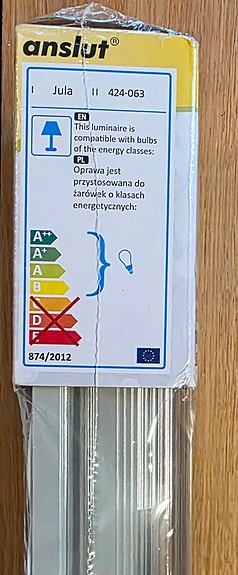 anslut®
I Jula II 424-063
EN
This luminaire is
compatible with bulbs
of the energy classes:
PL
Oprawa jest
przystosowana do
żarówek o klasach
energetycznych:
A++
A+
A
B
D
E
874/2012